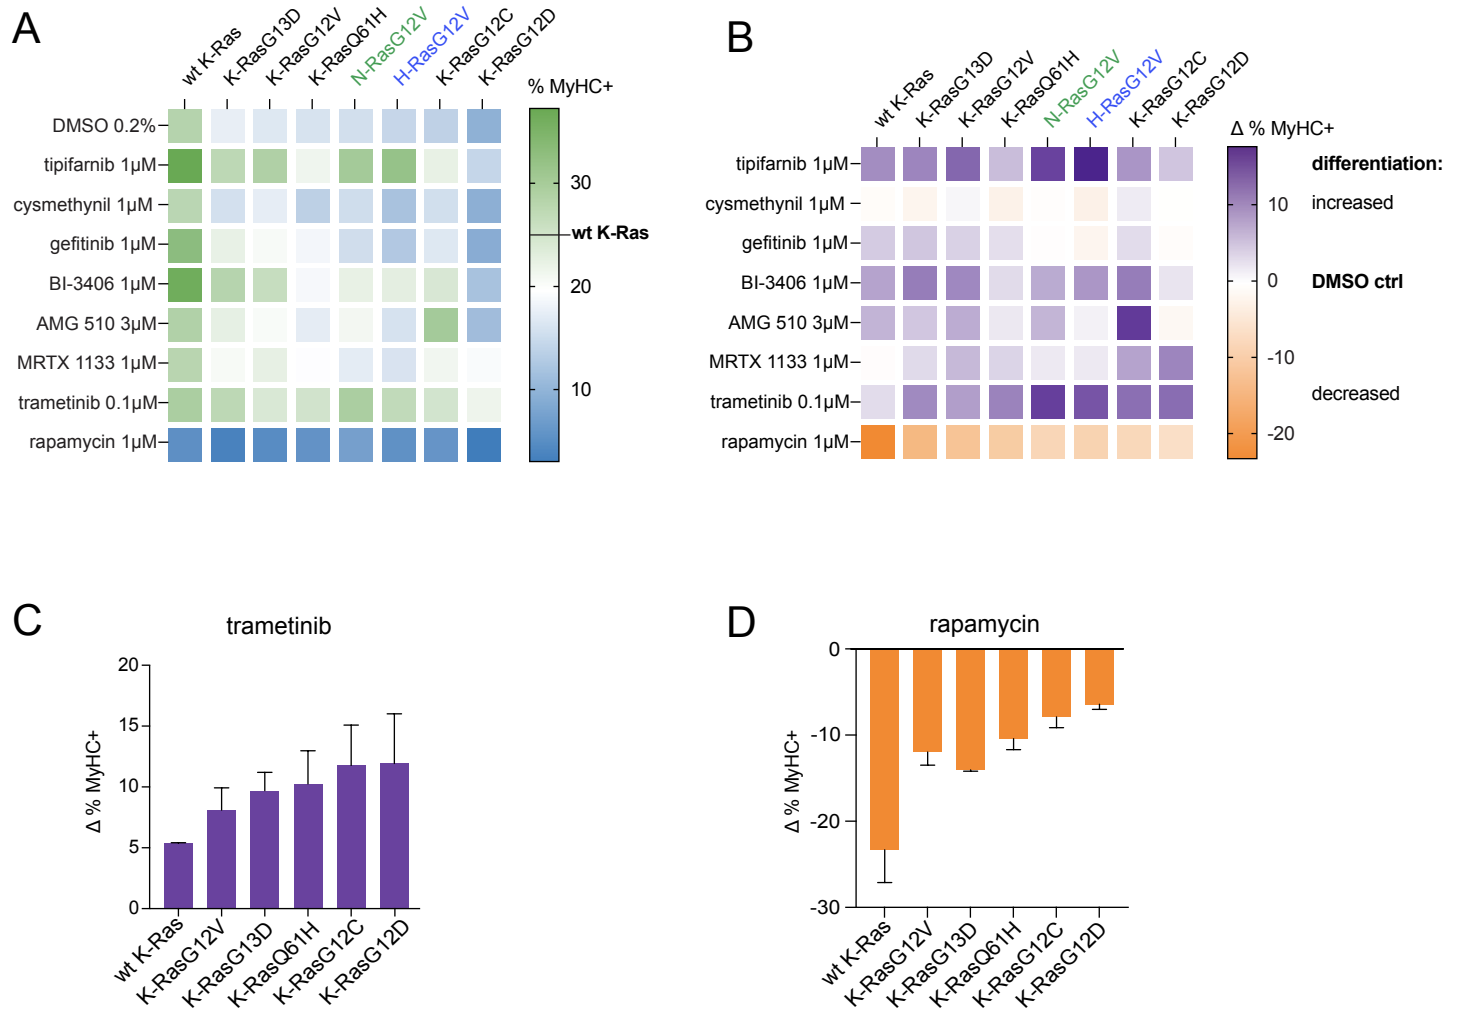 A
wt K-Ras
K-RasG13D
K-RasG12V
K-RasQ61H
N-RasG12V
H-RasG12V
K-RasG12C
K-RasG12D
% MyHC+
DMSO 0.2%
tipifarnib 1µM
cysmethynil 1µM
gefitinib 1µM
BI-3406 1µM
AMG 510 3µM
MRTX 1133 1µM
trametinib 0.1µM
rapamycin 1µM
30
wt K-Ras
20
10
B
wt K-Ras
K-RasG13D
K-RasG12V
K-RasQ61H
N-RasG12V
H-RasG12V
K-RasG12C
K-RasG12D
Δ % MyHC+
tipifarnib 1µM
cysmethynil 1µM
gefitinib 1µM
BI-3406 1µM
AMG 510 3µM
MRTX 1133 1µM
trametinib 0.1µM
rapamycin 1µM
differentiation:
10
increased
0
DMSO ctrl
-10
decreased
-20
C
trametinib
Δ % MyHC+
20
15
10
5
0
wt K-Ras
K-RasG12V
K-RasG13D
K-RasQ61H
K-RasG12C
K-RasG12D
D
rapamycin
Δ % MyHC+
0
-10
-20
-30
wt K-Ras
K-RasG12V
K-RasG13D
K-RasQ61H
K-RasG12C
K-RasG12D